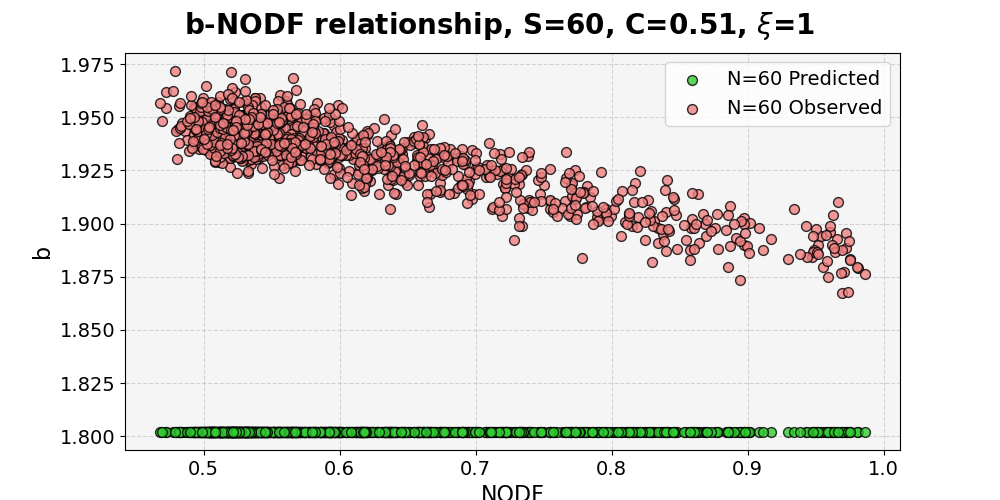 b-NODF relationship, S=60, C=0.51, ξ=1
N=60 Predicted
N=60 Observed
b
1.975
1.950
1.925
1.900
1.875
1.850
1.825
1.800
0.5 0.6 0.7 0.8 0.9 1.0
NODF